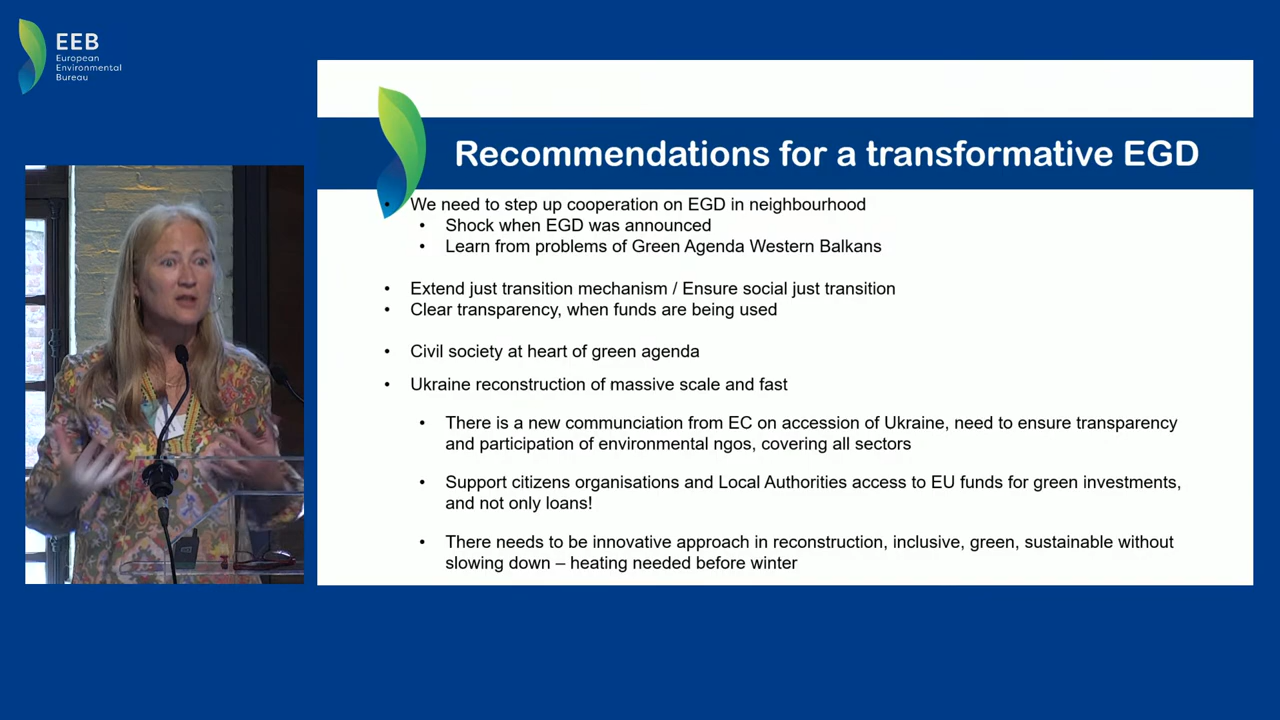 EEB
European
Environmental
Bureau
Recommendations for a transformative EGD
• We need to step up cooperation on EGD in neighbourhood
• Shock when EGD was announced
• Learn from problems of Green Agenda Western Balkans
• Extend just transition mechanism / Ensure social just transition
• Clear transparency, when funds are being used
• Civil society at heart of green agenda
• Ukraine reconstruction of massive scale and fast
• There is a new communciation from EC on accession of Ukraine, need to ensure transparency
and participation of environmental ngos, covering all sectors
• Support citizens organisations and Local Authorities access to EU funds for green investments,
and not only loans!
• There needs to be innovative approach in reconstruction, inclusive, green, sustainable without
slowing down – heating needed before winter